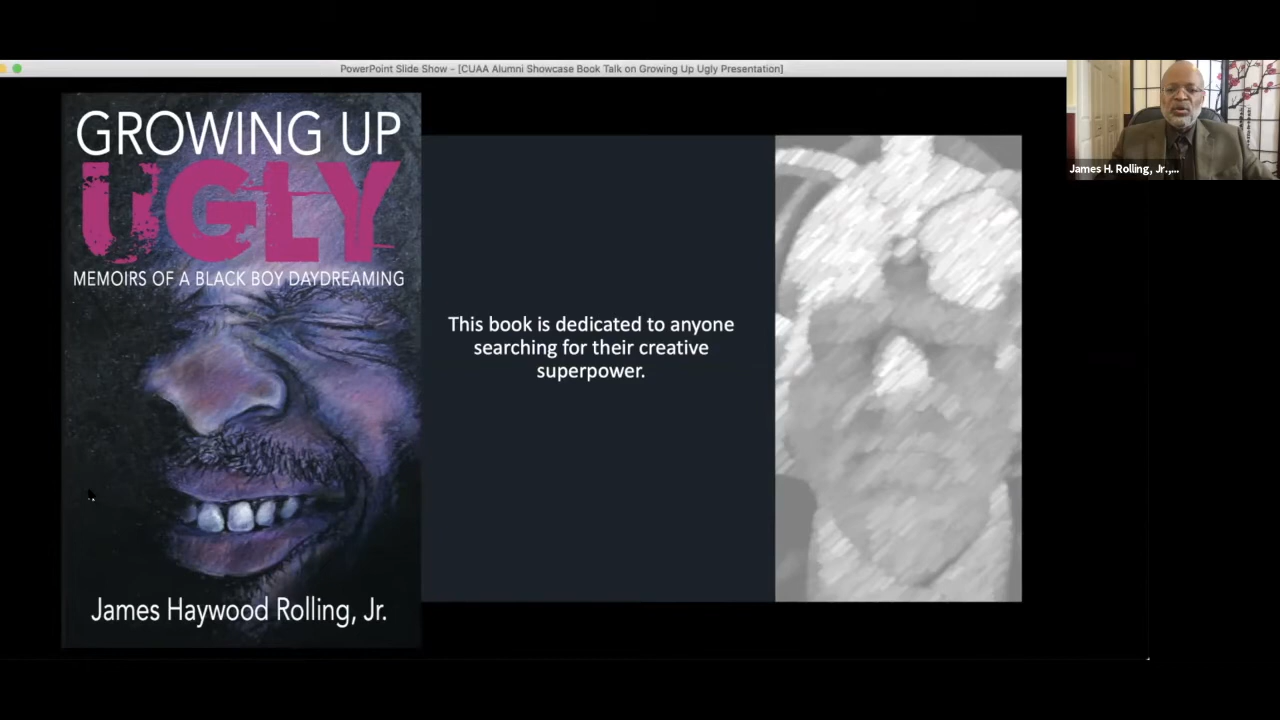 PowerPoint Slide Show - [CUAA Alumni Showcase Book Talk on Growing Up Ugly Presentation]
GROWING UP
UGLY
MEMOIRS OF A BLACK BOY DAYDREAMING
James Haywood Rolling, Jr.
This book is dedicated to anyone
searching for their creative
superpower.
James H. Rolling, Jr.,...